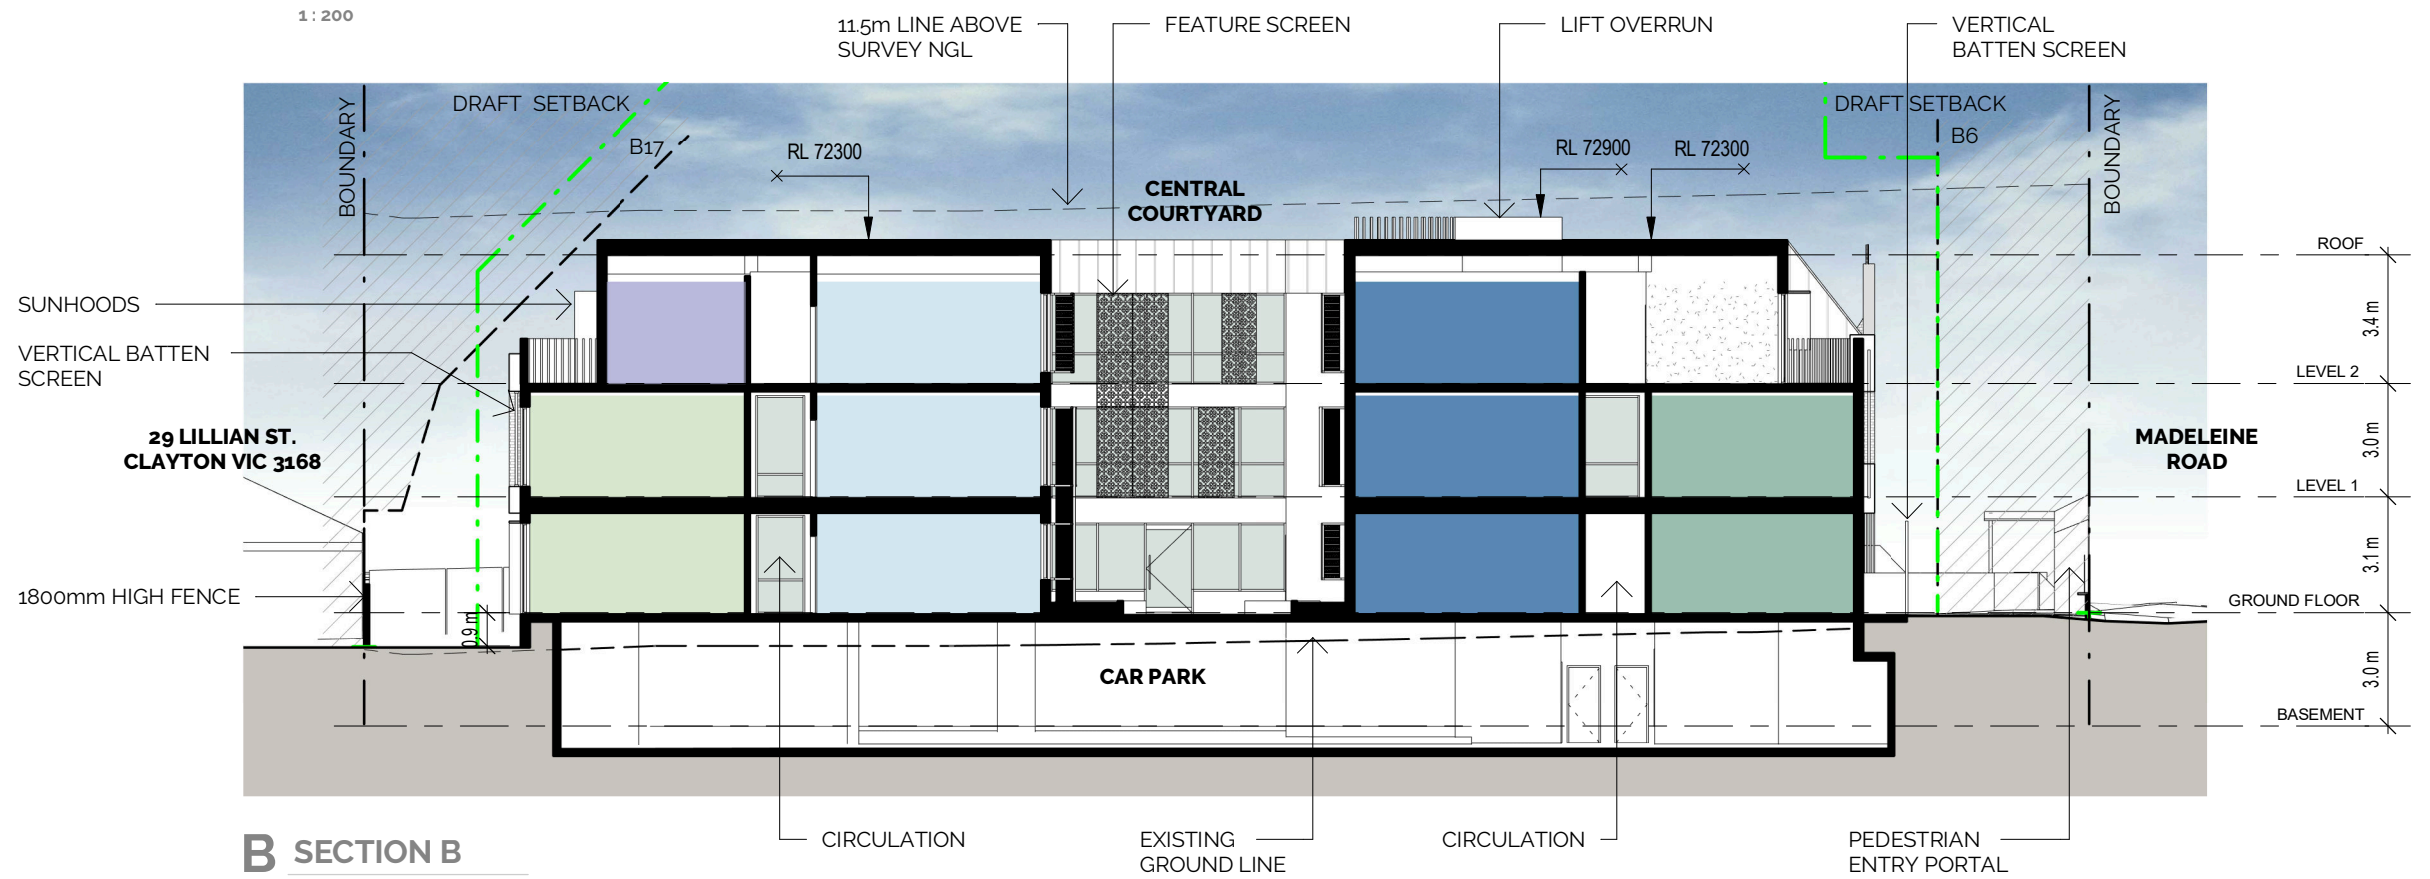 1 : 200
11.5m LINE ABOVE
SURVEY NGL
FEATURE SCREEN
LIFT OVERRUN
VERTICAL
BATTEN SCREEN
BOUNDARY
DRAFT SETBACK
B17
RL 72300
CENTRAL
COURTYARD
RL 72900
RL 72300
DRAFT SETBACK
B6
BOUNDARY
ROOF
SUNHOODS
3.4 m
VERTICAL BATTEN
SCREEN
LEVEL 2
29 LILLIAN ST.
CLAYTON VIC 3168
MADELEINE
ROAD
3.0 m
LEVEL 1
3.1 m
1800mm HIGH FENCE
0.9 m
GROUND FLOOR
CAR PARK
3.0 m
BASEMENT
CIRCULATION
EXISTING
GROUND LINE
CIRCULATION
PEDESTRIAN
ENTRY PORTAL
B SECTION B